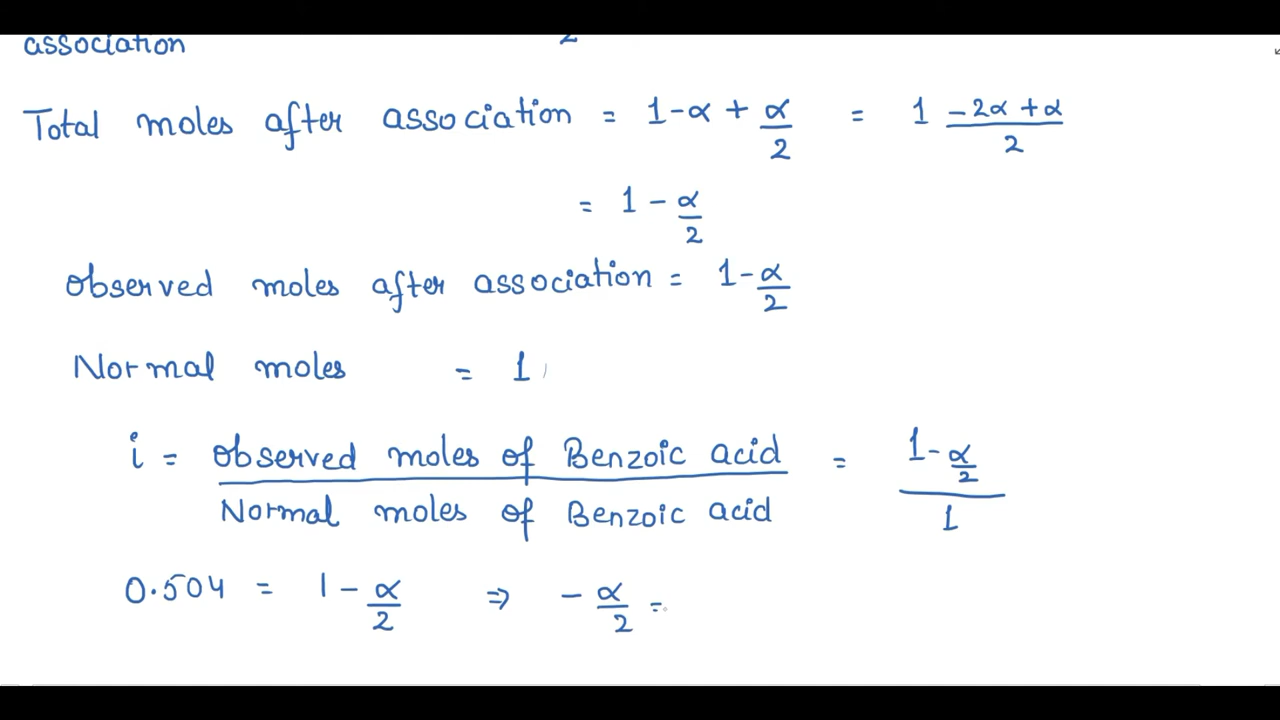 association 2
Total moles after association = 1-α + α/2 = 1 -2α+α/2
= 1 - α/2
Observed moles after association = 1-α/2
Normal moles = 1
i = observed moles of Benzoic acid / Normal moles of Benzoic acid = 1-α/2 / 1
0.504 = 1 - α/2 ⇒ -α/2 =